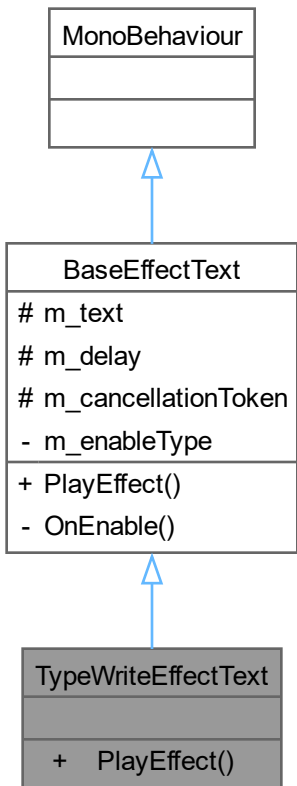 MonoBehaviour
BaseEffectText
# m_text
# m_delay
# m_cancellationToken
- m_enableType
+ PlayEffect()
- OnEnable()
TypeWriteEffectText
+ PlayEffect()